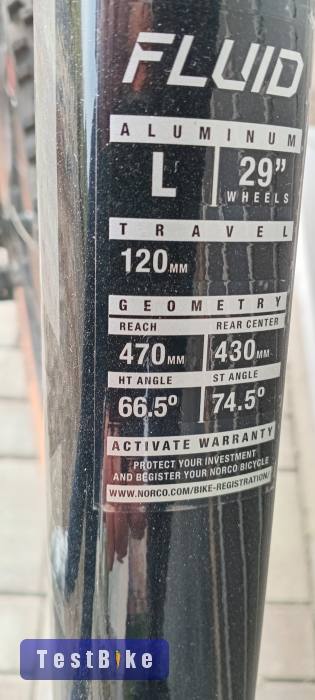 FLUID
ALUMINUM
L 29" WHEELS
TRAVEL
120MM
GEOMETRY
REACH REAR CENTER
470MM 430MM
HT ANGLE ST ANGLE
66.5º 74.5º
ACTIVATE WARRANTY
PROTECT YOUR INVESTMENT
AND REGISTER YOUR NORCO BICYCLE
WWW.NORCO.COM/BIKE-REGISTRATION/
TestBike